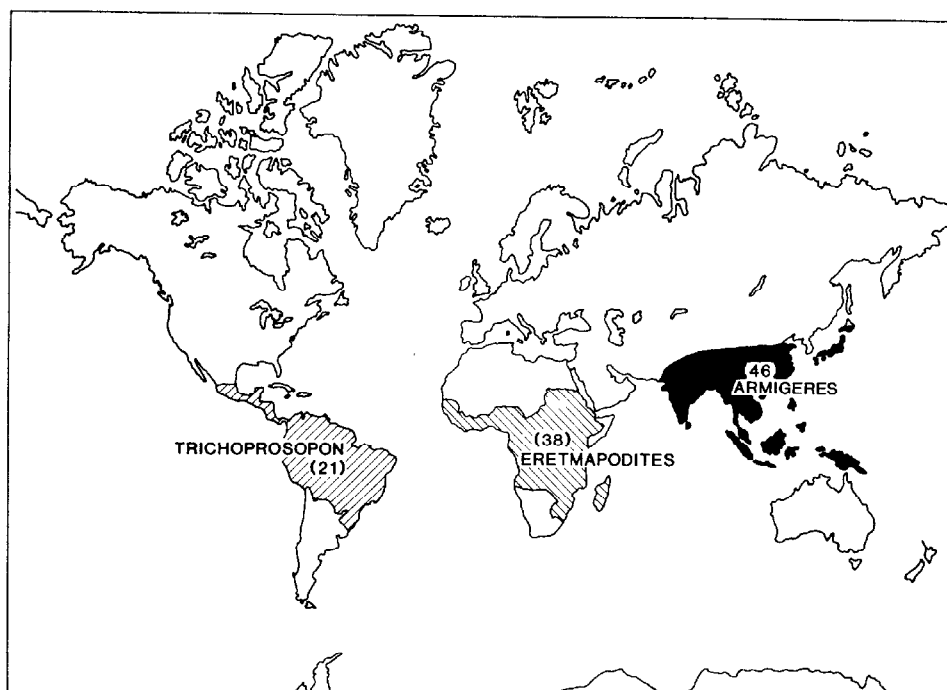 46
ARMIGERES
TRICHOPROSOPON
(21)
(38)
ERETMAPODITES